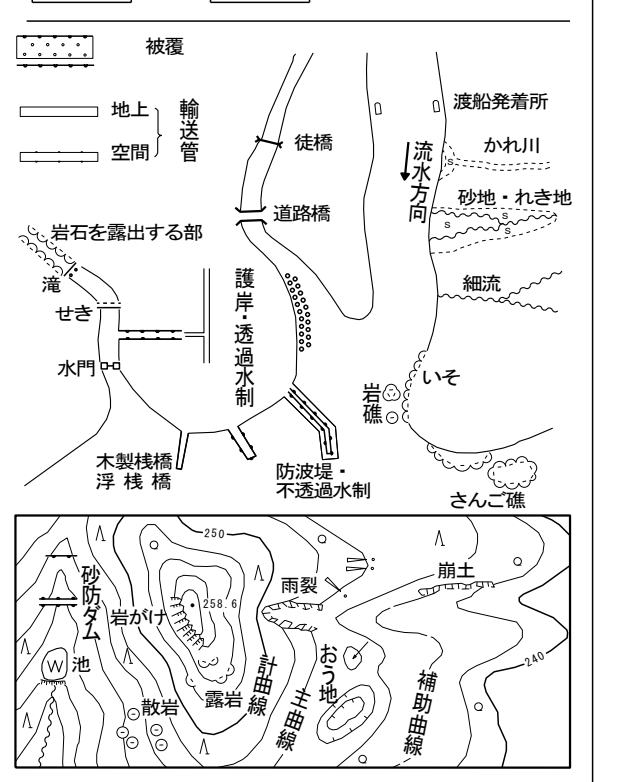 被覆
地上
空間
輸送管
渡船発着所
徒橋
かれ川
流水方向
砂地・れき地
道路橋
岩石を露出する部
滝
細流
護岸・透過水制
せき
水門
いそ
岩礁
木製桟橋
浮桟橋
防波堤・
不透過水制
さんご礁
250
砂防ダム
岩がけ
258.6
雨裂
崩土
池
散岩
露岩
計曲線
主曲線
おう地
補助曲線
240
W
s
s
s
s